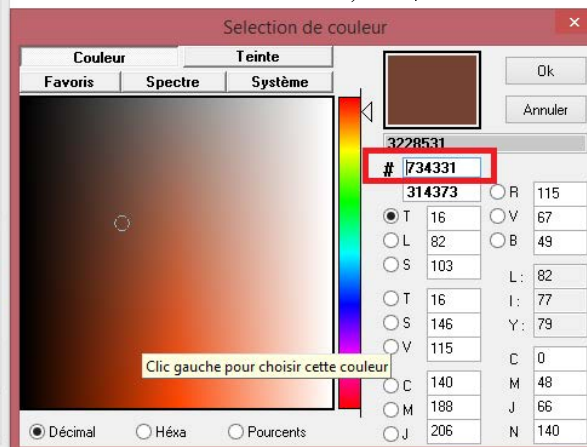 Selection de couleur
×
Couleur
Teinte
Favoris
Spectre
Système
Ok
Annuler
3228531
# 734331
314373
R 115
T 16
V 67
L 82
B 49
S 103
L : 82
T 16
I : 77
S 146
Y : 79
V 115
Clic gauche pour choisir cette couleur
C 0
C 140
M 48
M 188
J 66
J 206
N 140
Décimal
Héxa
Pourcents